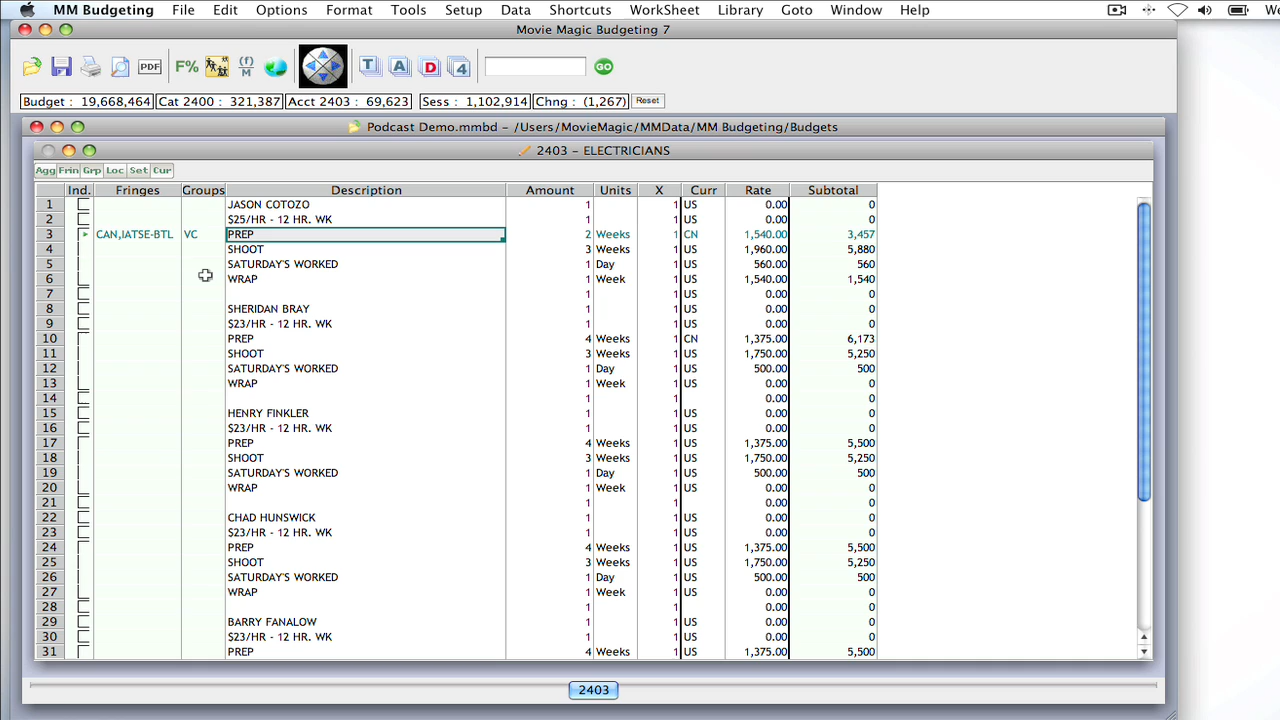 MM Budgeting File Edit Options Format Tools Setup Data Shortcuts WorkSheet Library Goto Window Help We
Movie Magic Budgeting 7
PDF F% (f) M T A D 4 GO
Budget : 19,668,464 Cat 2400 : 321,387 Acct 2403 : 69,623 Sess : 1,102,914 Chng : (1,267) Reset
Podcast Demo.mmbd – /Users/MovieMagic/MMData/MM Budgeting/Budgets
2403 – ELECTRICIANS
Agg Frin Grp Loc Set Cur
Ind. Fringes Groups Description Amount Units X Curr Rate Subtotal
1 JASON COTOZO 1 1 US 0.00 0
2 $25/HR - 12 HR. WK 1 1 US 0.00 0
3 CAN,IATSE-BTL VC PREP 2 Weeks 1 CN 1,540.00 3,457
4 SHOOT 3 Weeks 1 US 1,960.00 5,880
5 SATURDAY'S WORKED 1 Day 1 US 560.00 560
6 WRAP 1 Week 1 US 1,540.00 1,540
7 1 1 US 0.00 0
8 SHERIDAN BRAY 1 1 US 0.00 0
9 $23/HR - 12 HR. WK 1 1 US 0.00 0
10 PREP 4 Weeks 1 CN 1,375.00 6,173
11 SHOOT 3 Weeks 1 US 1,750.00 5,250
12 SATURDAY'S WORKED 1 Day 1 US 500.00 500
13 WRAP 1 Week 1 US 0.00 0
14 1 1 0.00 0
15 HENRY FINKLER 1 1 US 0.00 0
16 $23/HR - 12 HR. WK 1 1 US 0.00 0
17 PREP 4 Weeks 1 US 1,375.00 5,500
18 SHOOT 3 Weeks 1 US 1,750.00 5,250
19 SATURDAY'S WORKED 1 Day 1 US 500.00 500
20 WRAP 1 Week 1 US 0.00 0
21 1 1 0.00 0
22 CHAD HUNSWICK 1 1 US 0.00 0
23 $23/HR - 12 HR. WK 1 1 US 0.00 0
24 PREP 4 Weeks 1 US 1,375.00 5,500
25 SHOOT 3 Weeks 1 US 1,750.00 5,250
26 SATURDAY'S WORKED 1 Day 1 US 500.00 500
27 WRAP 1 Week 1 US 0.00 0
28 1 1 0.00 0
29 BARRY FANALOW 1 1 US 0.00 0
30 $23/HR - 12 HR. WK 1 1 US 0.00 0
31 PREP 4 Weeks 1 US 1,375.00 5,500
2403